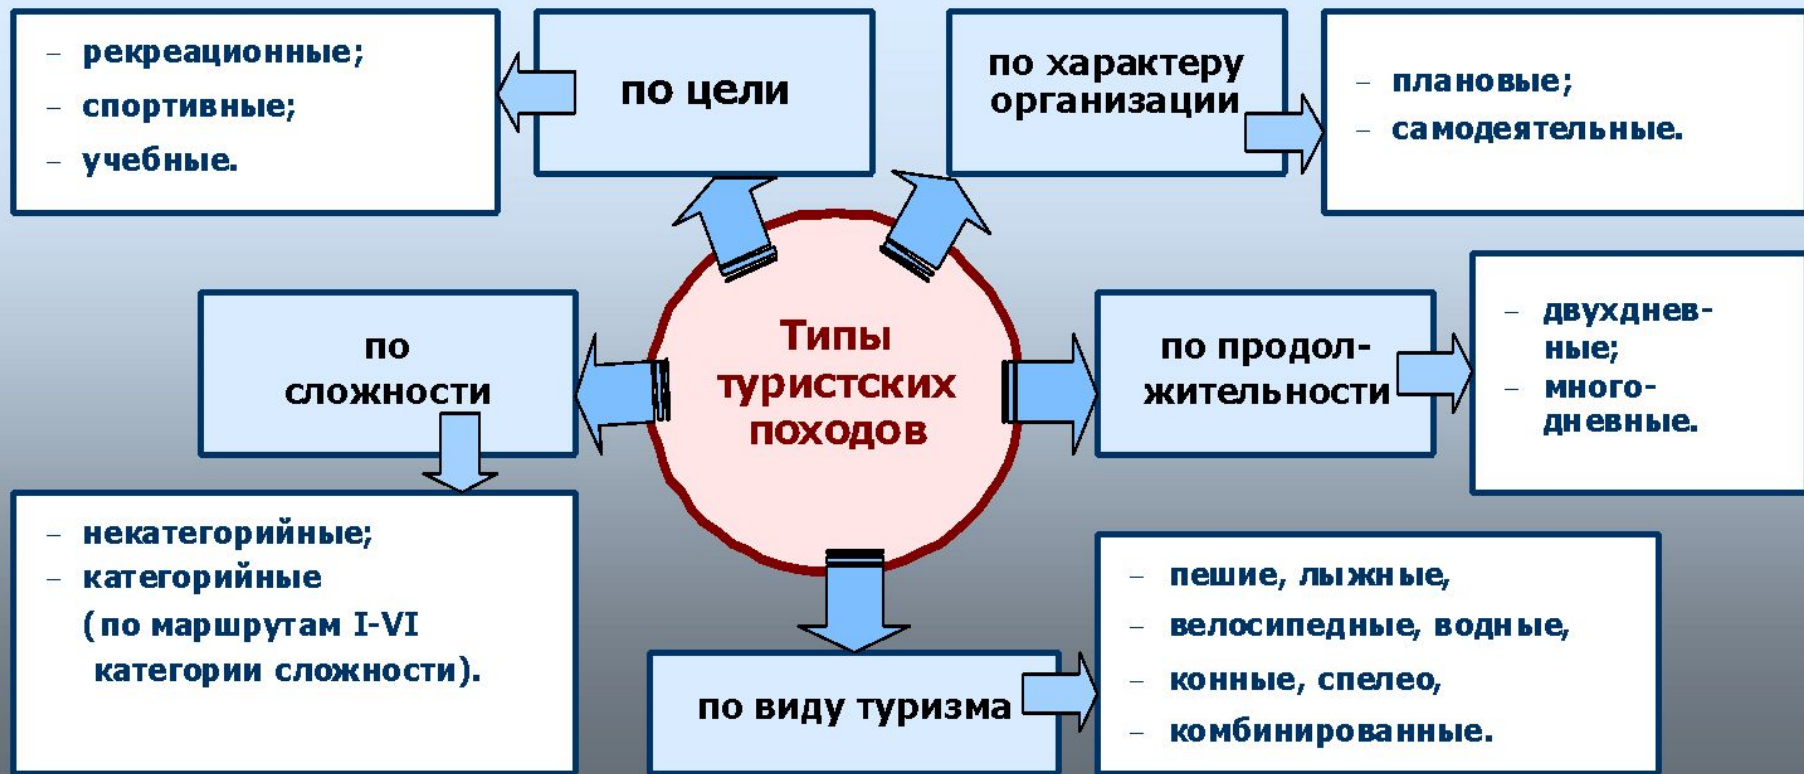 – рекреационные;
– спортивные;
– учебные.
по цели
по характеру
организации
– плановые;
– самодеятельные.
по
сложности
Типы
туристских
походов
по продол-
жительности
– двухднев-
ные;
– много-
дневные.
– некатегорийные;
– категорийные
(по маршрутам I-VI
категории сложности).
по виду туризма
– пешие, лыжные,
– велосипедные, водные,
– конные, спелео,
– комбинированные.